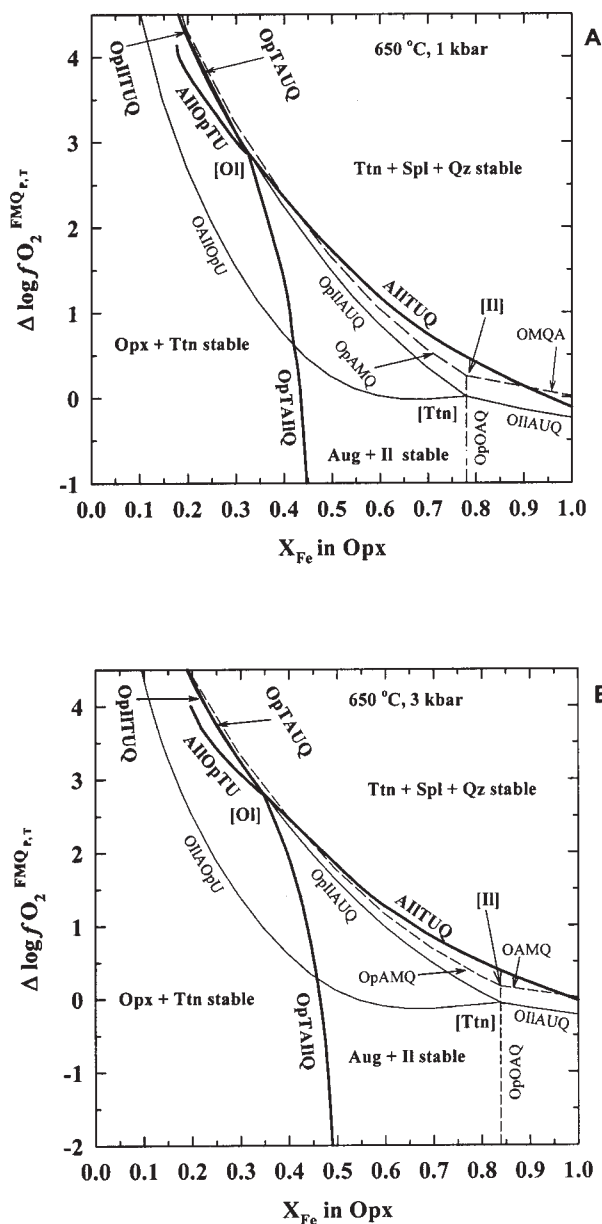 A
650 °C, 1 kbar
OpIlTUQ
OpTAUQ
AIlOpTU
[Ol]
Ttn + Spl + Qz stable
OAIlOpU
OpIlAUQ
AIlTUQ
[Il]
OMQA
OpAMQ
Opx + Ttn stable
[Ttn]
OIlAUQ
OpTAIlQ
OpOAQ
Aug + Il stable
Δ log fO2 FMQ P,T
4
3
2
1
0
-1
0.0 0.1 0.2 0.3 0.4 0.5 0.6 0.7 0.8 0.9 1.0
XFe in Opx
650 °C, 3 kbar
OpIlTUQ
OpTAUQ
AIlOpTU
[Ol]
Ttn + Spl + Qz stable
OIlAOpU
OpIlAUQ
AIlTUQ
[Il]
OAMQ
OpAMQ
Opx + Ttn stable
[Ttn]
OIlAUQ
OpTAIlQ
OpOAQ
Aug + Il stable
Δ log fO2 FMQ P,T
4
3
2
1
0
-1
-2
0.0 0.1 0.2 0.3 0.4 0.5 0.6 0.7 0.8 0.9 1.0
XFe in Opx